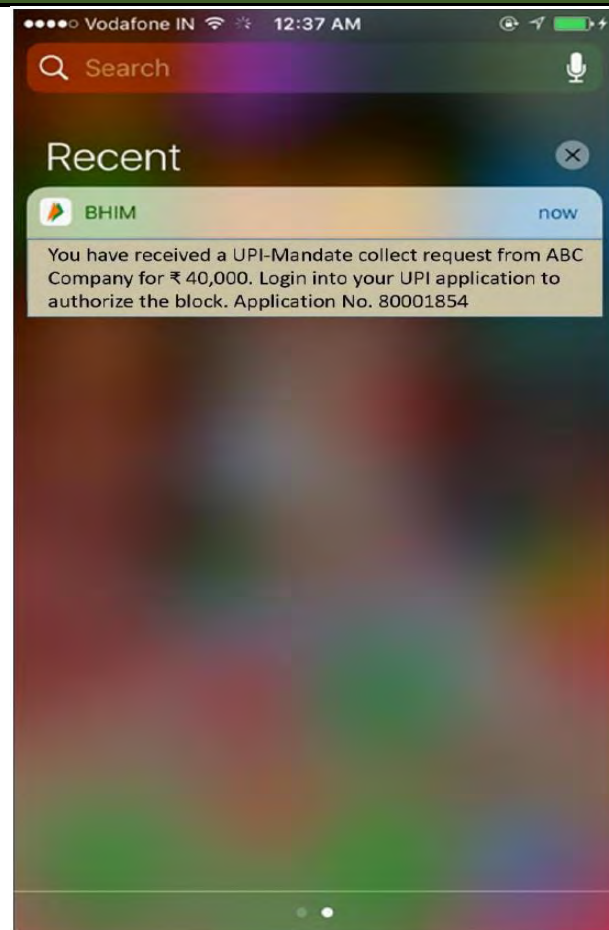 Vodafone IN 12:37 AM
Search
Recent
BHIM now
You have received a UPI-Mandate collect request from ABC
Company for ₹ 40,000. Login into your UPI application to
authorize the block. Application No. 80001854